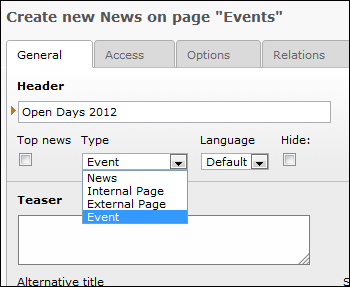 Create new News on page "Events"
General Access Options Relations
Header
Open Days 2012
Top news Type Language Hide:
Event Default
News
Internal Page
External Page
Event
Teaser
Alternative title